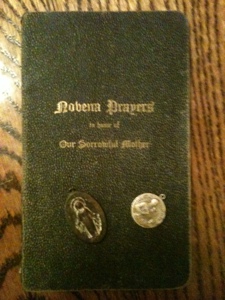 Novena Prayers
in honor of
Our Sorrowful Mother